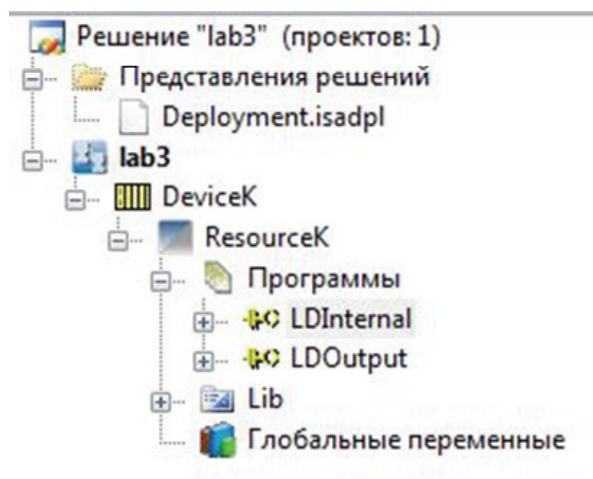 Решение "lab3" (проектов: 1)
Представления решений
Deployment.isadpl
lab3
DeviceK
ResourceK
Программы
LDInternal
LDOutput
Lib
Глобальные переменные